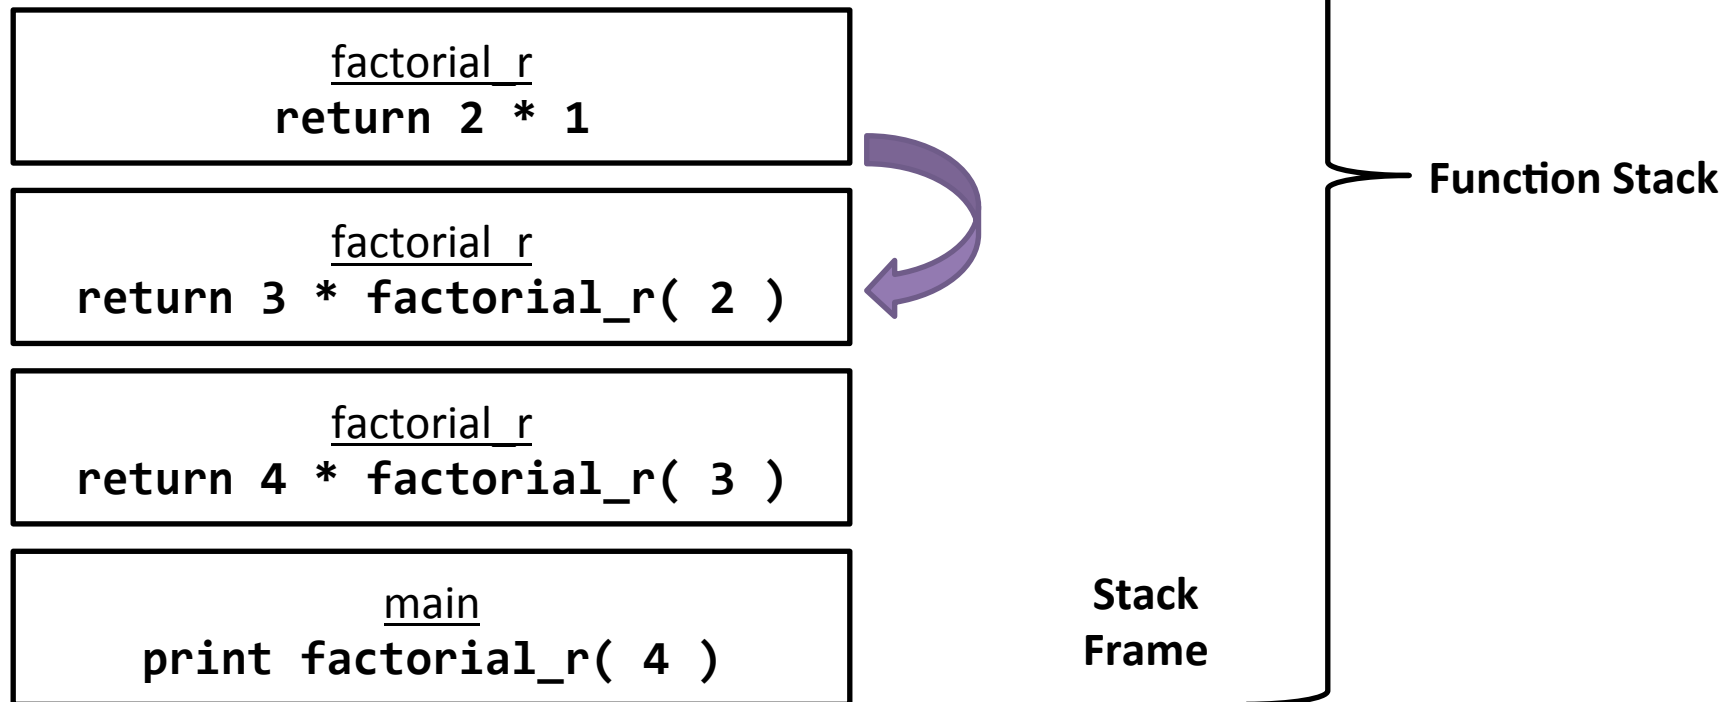 factorial_r
return 2 * 1
factorial_r
return 3 * factorial_r( 2 )
factorial_r
return 4 * factorial_r( 3 )
main
print factorial_r( 4 )
Function Stack
Stack
Frame